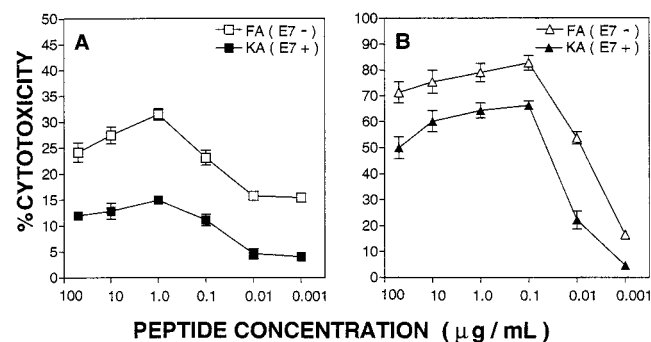 A
FA ( E7 - )
KA ( E7 + )
50
45
40
35
30
25
20
15
10
5
0
100 10 1.0 0.1 0.01 0.001
B
FA ( E7 - )
KA ( E7 + )
100
90
80
70
60
50
40
30
20
10
0
100 10 1.0 0.1 0.01 0.001
%CYTOTOXICITY
PEPTIDE CONCENTRATION ( μg / mL )